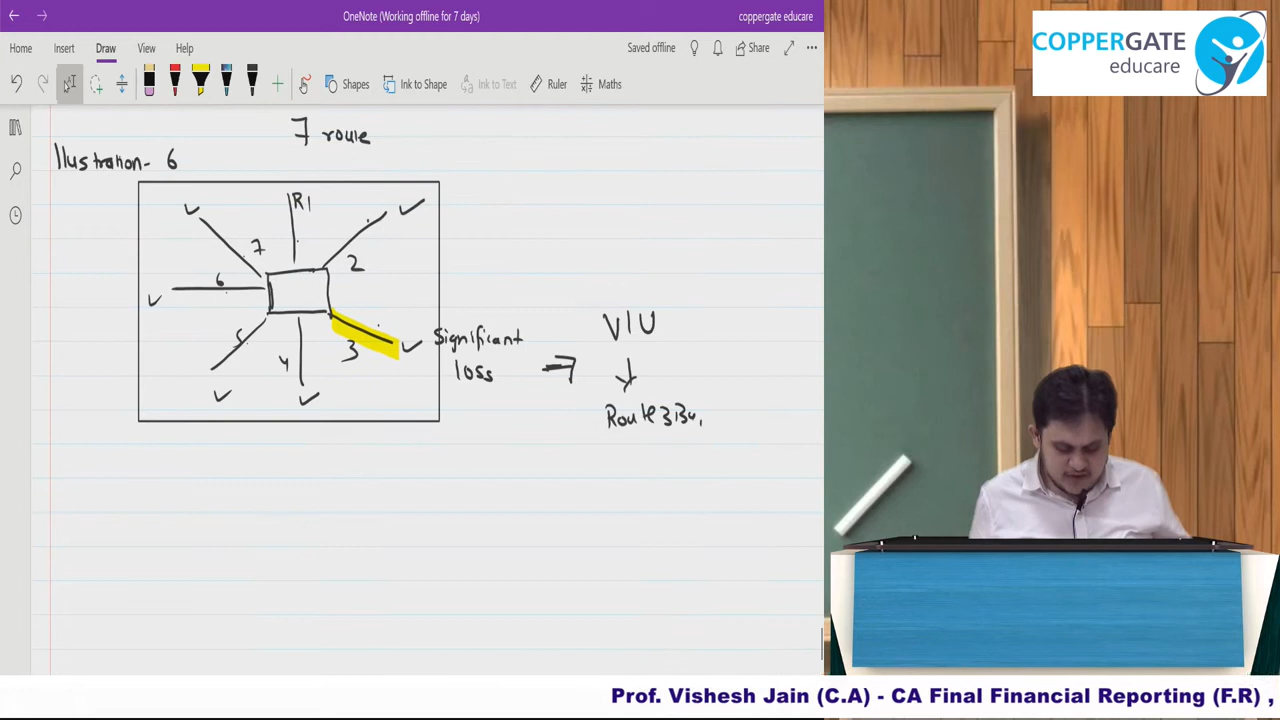 OneNote (Working offline for 7 days)
coppergate educare
Home Insert Draw View Help
Saved offline
Share
Shapes
Ink to Shape
Ink to Text
Ruler
Maths
COPPERGATE
educare
7 route
Illustration- 6
R1
7
2
6
5
4
3
Significant
loss
VIU
Route 3 Bu,
Prof. Vishesh Jain (C.A) - CA Final Financial Reporting (F.R) ,